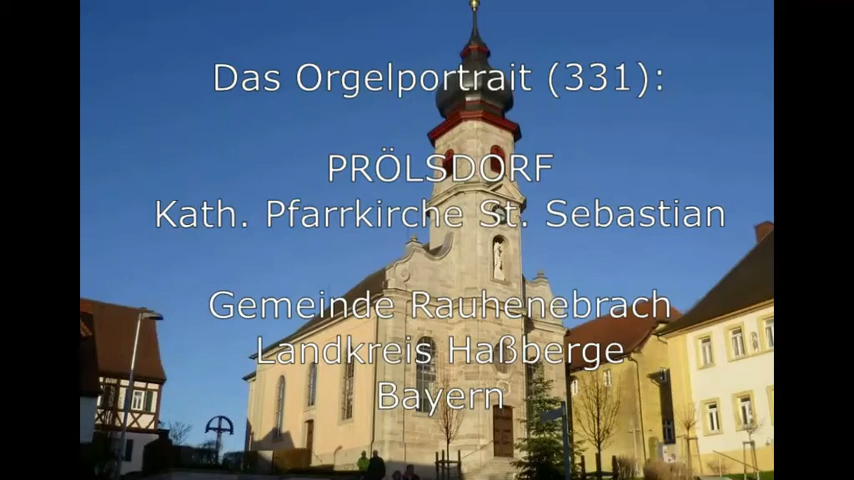 Das Orgelportrait (331):
PRÖLSDORF
Kath. Pfarrkirche St. Sebastian
Gemeinde Rauhenebrach
Landkreis Haßberge
Bayern